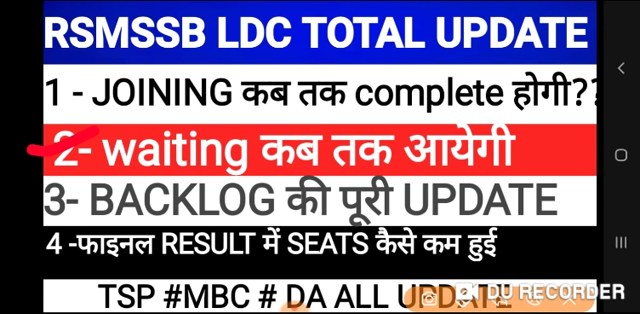 RSMSSB LDC TOTAL UPDATE
1 - JOINING कब तक complete होगी??
2- waiting कब तक आयेगी
3- BACKLOG की पूरी UPDATE
4 -फाइनल RESULT में SEATS कैसे कम हुई
TSP #MBC # DA ALL UPDATE
DU RECORDER